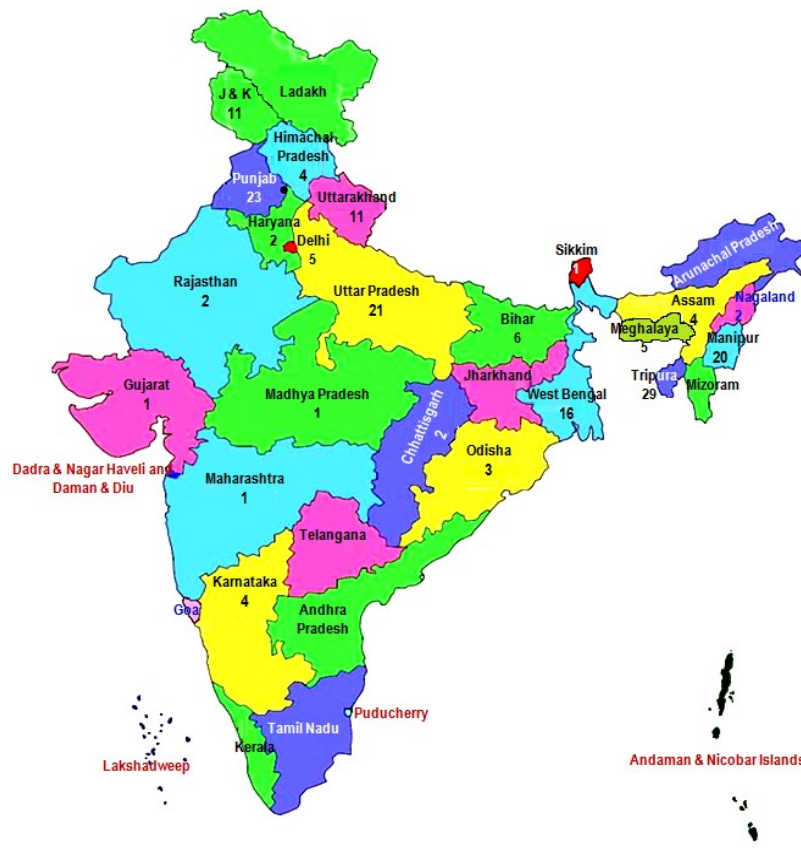 J & K
11
Ladakh
Himachal
Pradesh
4
Punjab
23
Uttarakhand
11
Haryana
2
Delhi
5
Rajasthan
2
Uttar Pradesh
21
Bihar
6
Sikkim
1
Arunachal Pradesh
Assam
4
Nagaland
2
Meghalaya
5
Manipur
20
Tripura
29
Mizoram
Gujarat
1
Madhya Pradesh
1
Jharkhand
West Bengal
16
Chhattisgarh
2
Odisha
3
Dadra & Nagar Haveli and
Daman & Diu
Maharashtra
1
Telangana
Karnataka
4
Goa
Andhra
Pradesh
Puducherry
Tamil Nadu
Kerala
Lakshadweep
Andaman & Nicobar Islands